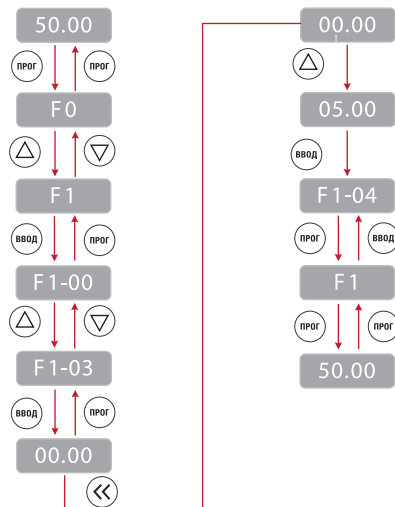 50.00
ПРОГ ПРОГ
F0
F1
ВВОД ПРОГ
F1-00
F1-03
ВВОД ПРОГ
00.00
00.00
05.00
ВВОД
F1-04
ПРОГ ВВОД
F1
ПРОГ ПРОГ
50.00